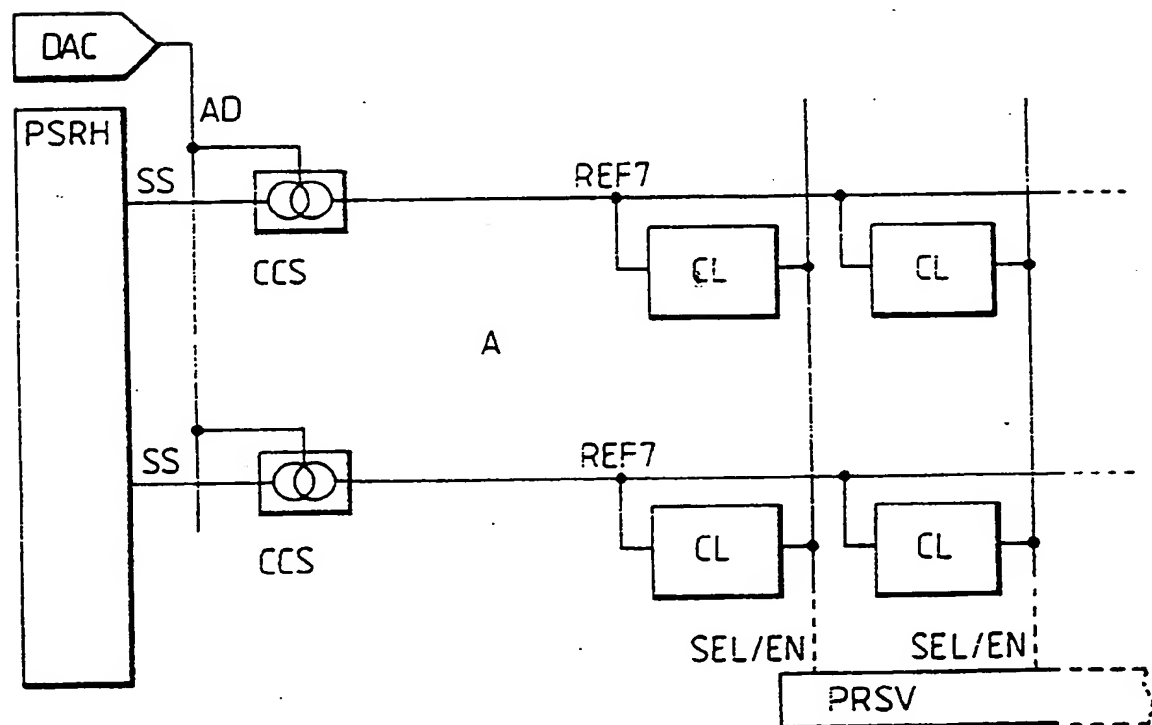 DAC
PSRH
AD
SS
REF7
CCS
CL
CL
A
SS
REF7
CCS
CL
CL
SEL/EN
SEL/EN
PRSV